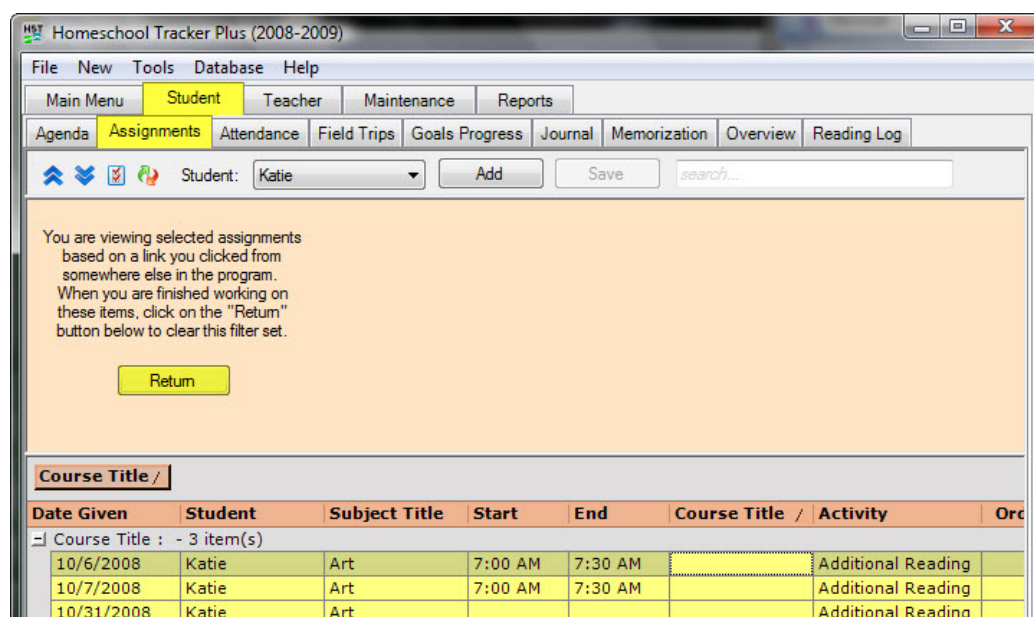 HST Homeschool Tracker Plus (2008-2009)
File New Tools Database Help
Main Menu Student Teacher Maintenance Reports
Agenda Assignments Attendance Field Trips Goals Progress Journal Memorization Overview Reading Log
Student: Katie Add Save search...
You are viewing selected assignments
based on a link you clicked from
somewhere else in the program.
When you are finished working on
these items, click on the "Return"
button below to clear this filter set.
Return
Course Title /
Date Given Student Subject Title Start End Course Title / Activity Ord
Course Title : - 3 item(s)
10/6/2008 Katie Art 7:00 AM 7:30 AM Additional Reading
10/7/2008 Katie Art 7:00 AM 7:30 AM Additional Reading
10/31/2008 Katie Art Additional Reading